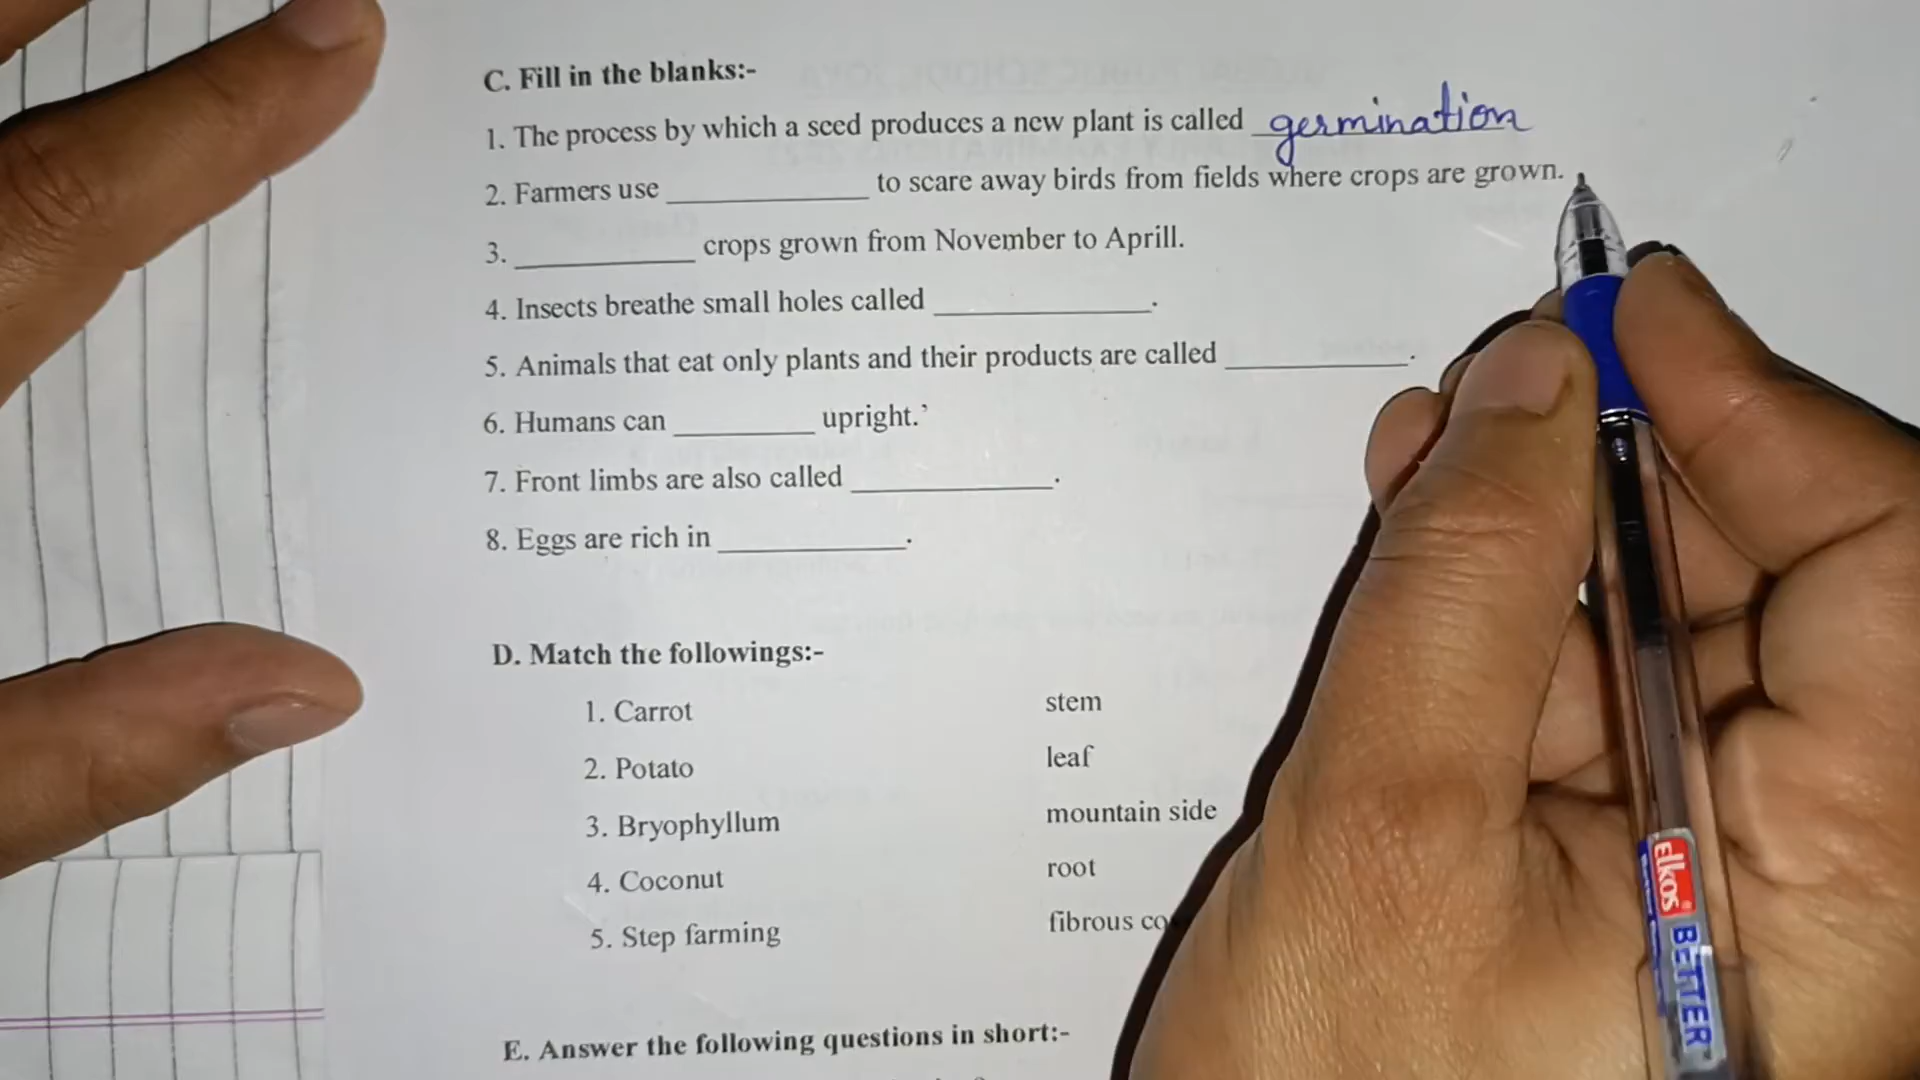 C. Fill in the blanks:-
1. The process by which a seed produces a new plant is called germination
2. Farmers use ____________ to scare away birds from fields where crops are grown.
3. ____________ crops grown from November to Aprill.
4. Insects breathe small holes called ____________.
5. Animals that eat only plants and their products are called ____________.
6. Humans can _________ upright.’
7. Front limbs are also called ____________.
8. Eggs are rich in ____________.
D. Match the followings:-
1. Carrot stem
2. Potato leaf
3. Bryophyllum mountain side
4. Coconut root
5. Step farming fibrous
E. Answer the following questions in short:-
elkos
BETTER